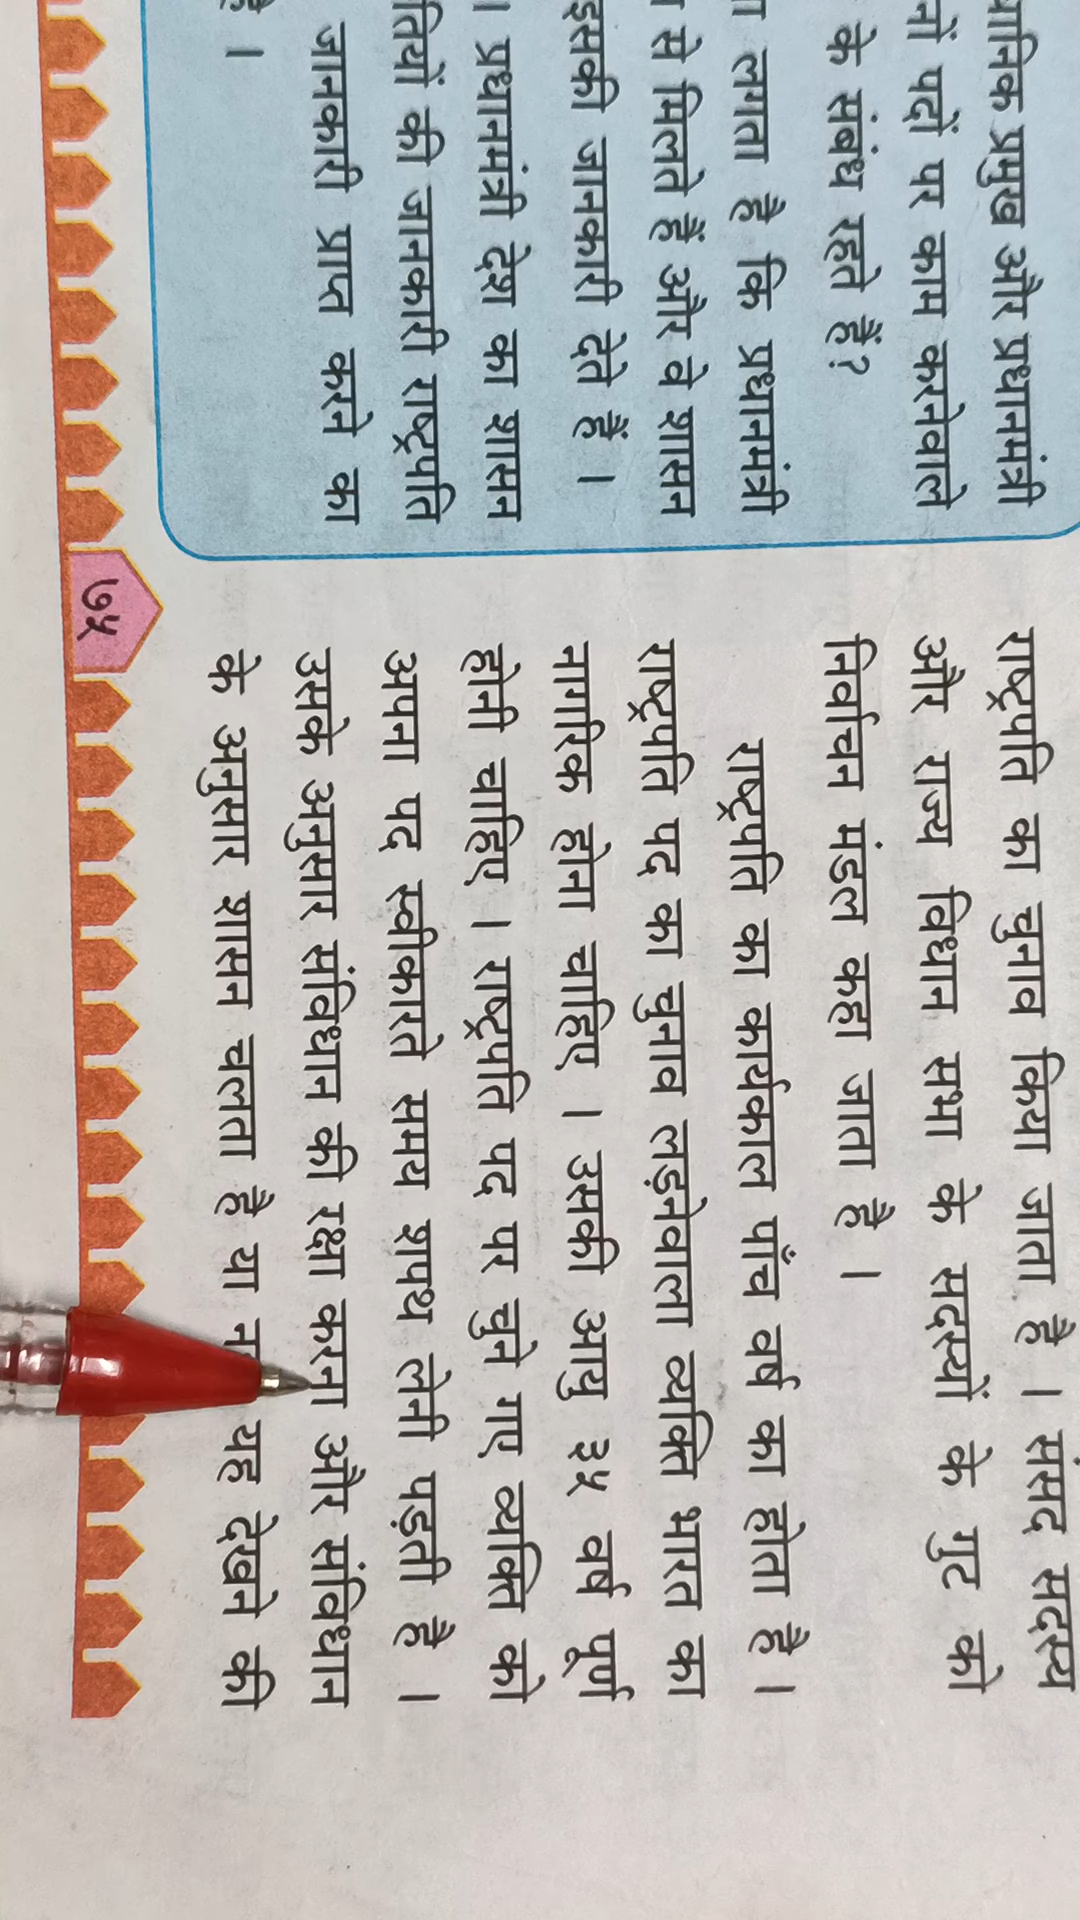 प्रमुख और प्रधानमंत्री
पदों पर काम करनेवाले
के संबंध रहते हैं?
लगता है कि प्रधानमंत्री
से मिलते हैं और वे शासन
इसकी जानकारी देते हैं ।
। प्रधानमंत्री देश का शासन
की जानकारी राष्ट्रपति
जानकारी प्राप्त करने का
है ।
राष्ट्रपति का चुनाव किया जाता है । संसद सदस्य
और राज्य विधान सभा के सदस्यों के गुट को
निर्वाचन मंडल कहा जाता है ।
राष्ट्रपति का कार्यकाल पाँच वर्ष का होता है ।
राष्ट्रपति पद का चुनाव लड़नेवाला व्यक्ति भारत का
नागरिक होना चाहिए । उसकी आयु ३५ वर्ष पूर्ण
होनी चाहिए । राष्ट्रपति पद पर चुने गए व्यक्ति को
अपना पद स्वीकारते समय शपथ लेनी पड़ती है ।
उसके अनुसार संविधान की रक्षा करना और संविधान
के अनुसार शासन चलता है या यह देखने की
७५